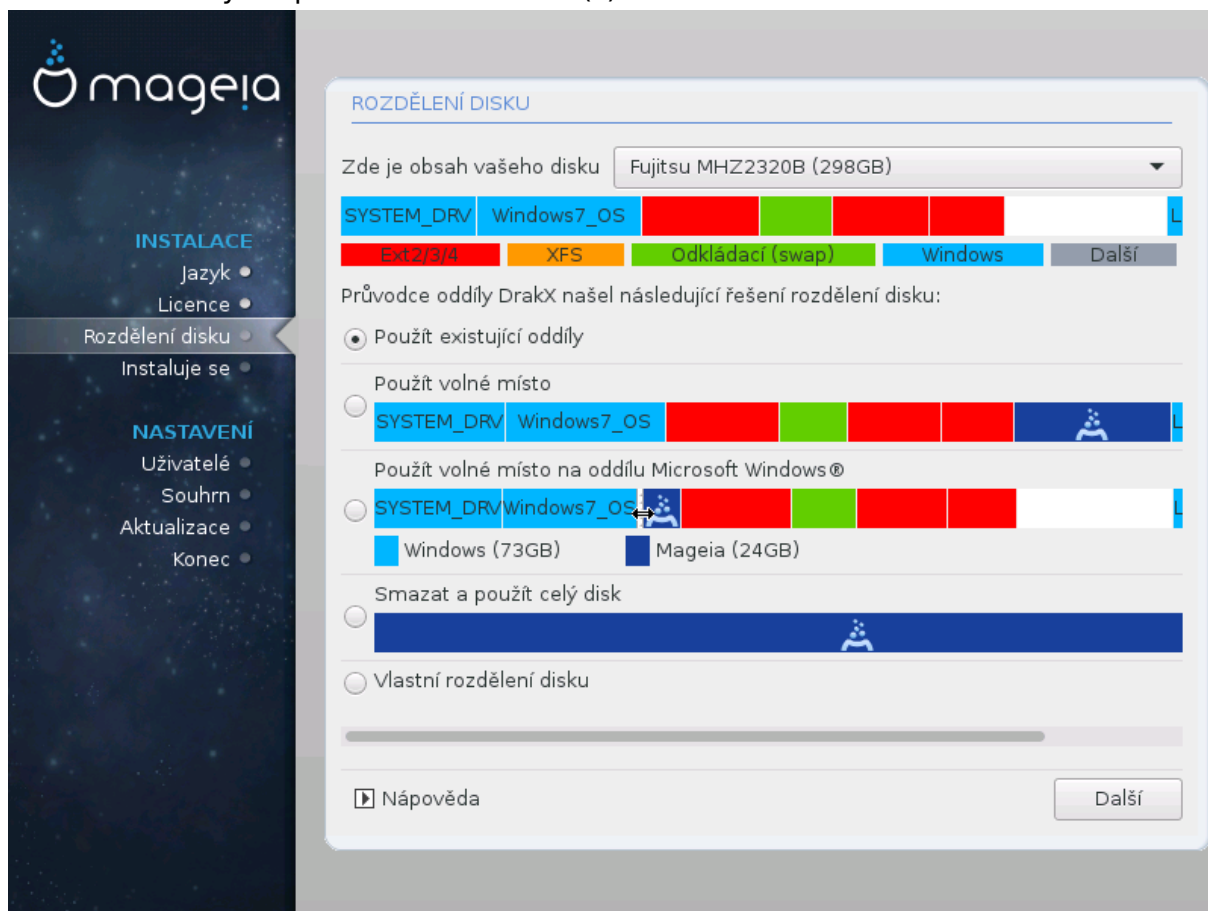 mageia
INSTALACE
Jazyk
Licence
Rozdělení disku
Instaluje se
NASTAVENÍ
Uživatelé
Souhrn
Aktualizace
Konec
ROZDĚLENÍ DISKU
Zde je obsah vašeho disku Fujitsu MHZ2320B (298GB)
SYSTEM_DRV Windows7_OS L
Ext2/3/4 XFS Odkládací (swap) Windows Další
Průvodce oddíly DrakX našel následující řešení rozdělení disku:
Použít existující oddíly
Použít volné místo
SYSTEM_DRV Windows7_OS L
Použít volné místo na oddílu Microsoft Windows®
SYSTEM_DRV Windows7_OS L
Windows (73GB) Mageia (24GB)
Smazat a použít celý disk
Vlastní rozdělení disku
Nápověda Další